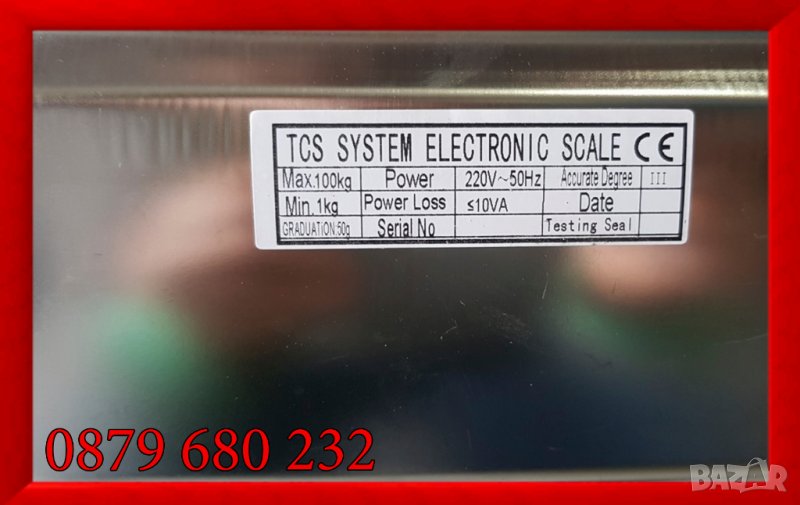 TCS SYSTEM ELECTRONIC SCALE CE
Max.100kg Power 220V~50Hz Accurate Degree III
Min. 1kg Power Loss ≤10VA Date
GRADUATION:50g Serial No Testing Seal
0879 680 232
BAZAR